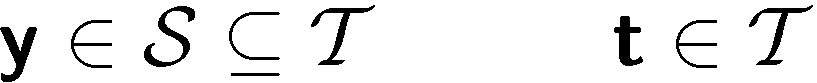 𝘆 ∈ 𝒮 ⊆ 𝒯 𝘁 ∈ 𝒯